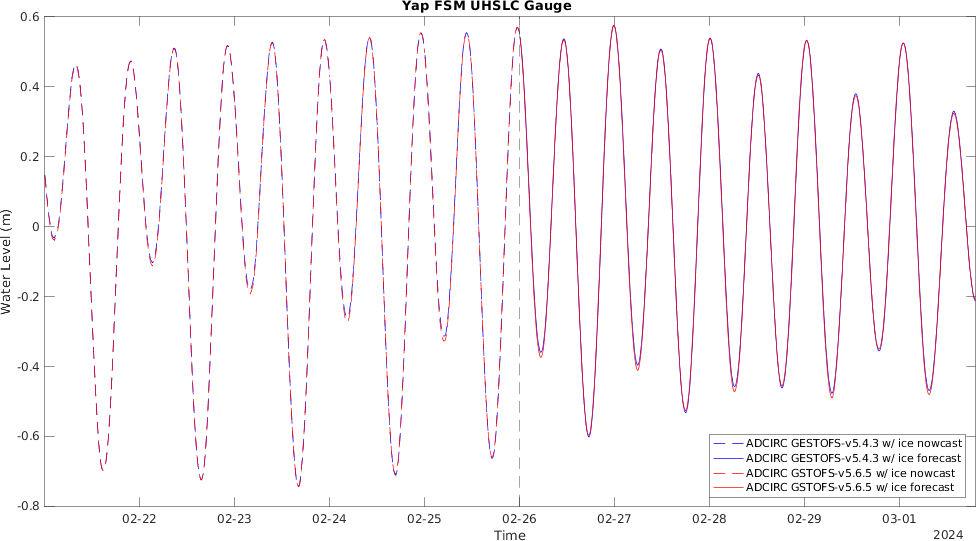 Yap FSM UHSLC Gauge
0.6
0.4
0.2
0
-0.2
-0.4
-0.6
-0.8
Water Level (m)
02-22
02-23
02-24
02-25
02-26
02-27
02-28
02-29
03-01
Time
2024
ADCIRC GESTOFS-v5.4.3 w/ ice nowcast
ADCIRC GESTOFS-v5.4.3 w/ ice forecast
ADCIRC GSTOFS-v5.6.5 w/ ice nowcast
ADCIRC GSTOFS-v5.6.5 w/ ice forecast